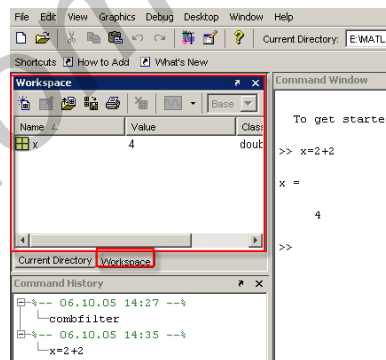 File Edit View Graphics Debug Desktop Window Help
Current Directory: E:\MATL
Shortcuts How to Add What's New
Workspace
Base
Name Value Class
x 4 doub
Current Directory Workspace
Command History
%-- 06.10.05 14:27 --%
combfilter
%-- 06.10.05 14:35 --%
x=2+2
Command Window
To get starte
>> x=2+2
x =
4
>>